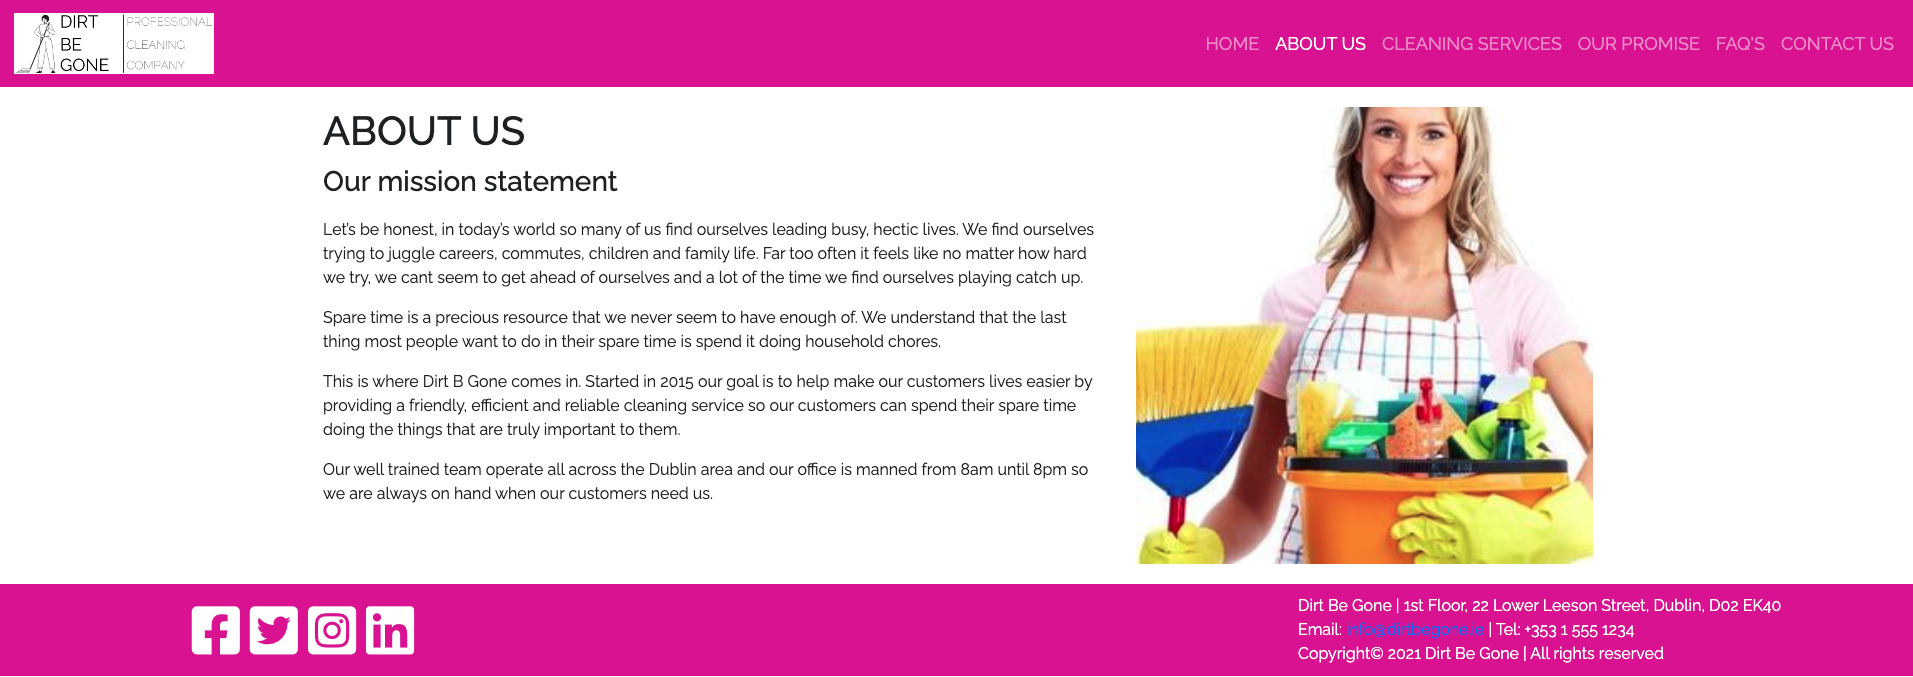 DIRT
BE
GONE
PROFESSIONAL
CLEANING
COMPANY
HOME ABOUT US CLEANING SERVICES OUR PROMISE FAQ'S CONTACT US
ABOUT US
Our mission statement
Let's be honest, in today's world so many of us find ourselves leading busy, hectic lives. We find ourselves
trying to juggle careers, commutes, children and family life. Far too often it feels like no matter how hard
we try, we cant seem to get ahead of ourselves and a lot of the time we find ourselves playing catch up.
Spare time is a precious resource that we never seem to have enough of. We understand that the last
thing most people want to do in their spare time is spend it doing household chores.
This is where Dirt B Gone comes in. Started in 2015 our goal is to help make our customers lives easier by
providing a friendly, efficient and reliable cleaning service so our customers can spend their spare time
doing the things that are truly important to them.
Our well trained team operate all across the Dublin area and our office is manned from 8am until 8pm so
we are always on hand when our customers need us.
Dirt Be Gone | 1st Floor, 22 Lower Leeson Street, Dublin, D02 EK40
Email: info@dirtbegone.ie | Tel: +353 1 555 1234
Copyright© 2021 Dirt Be Gone | All rights reserved